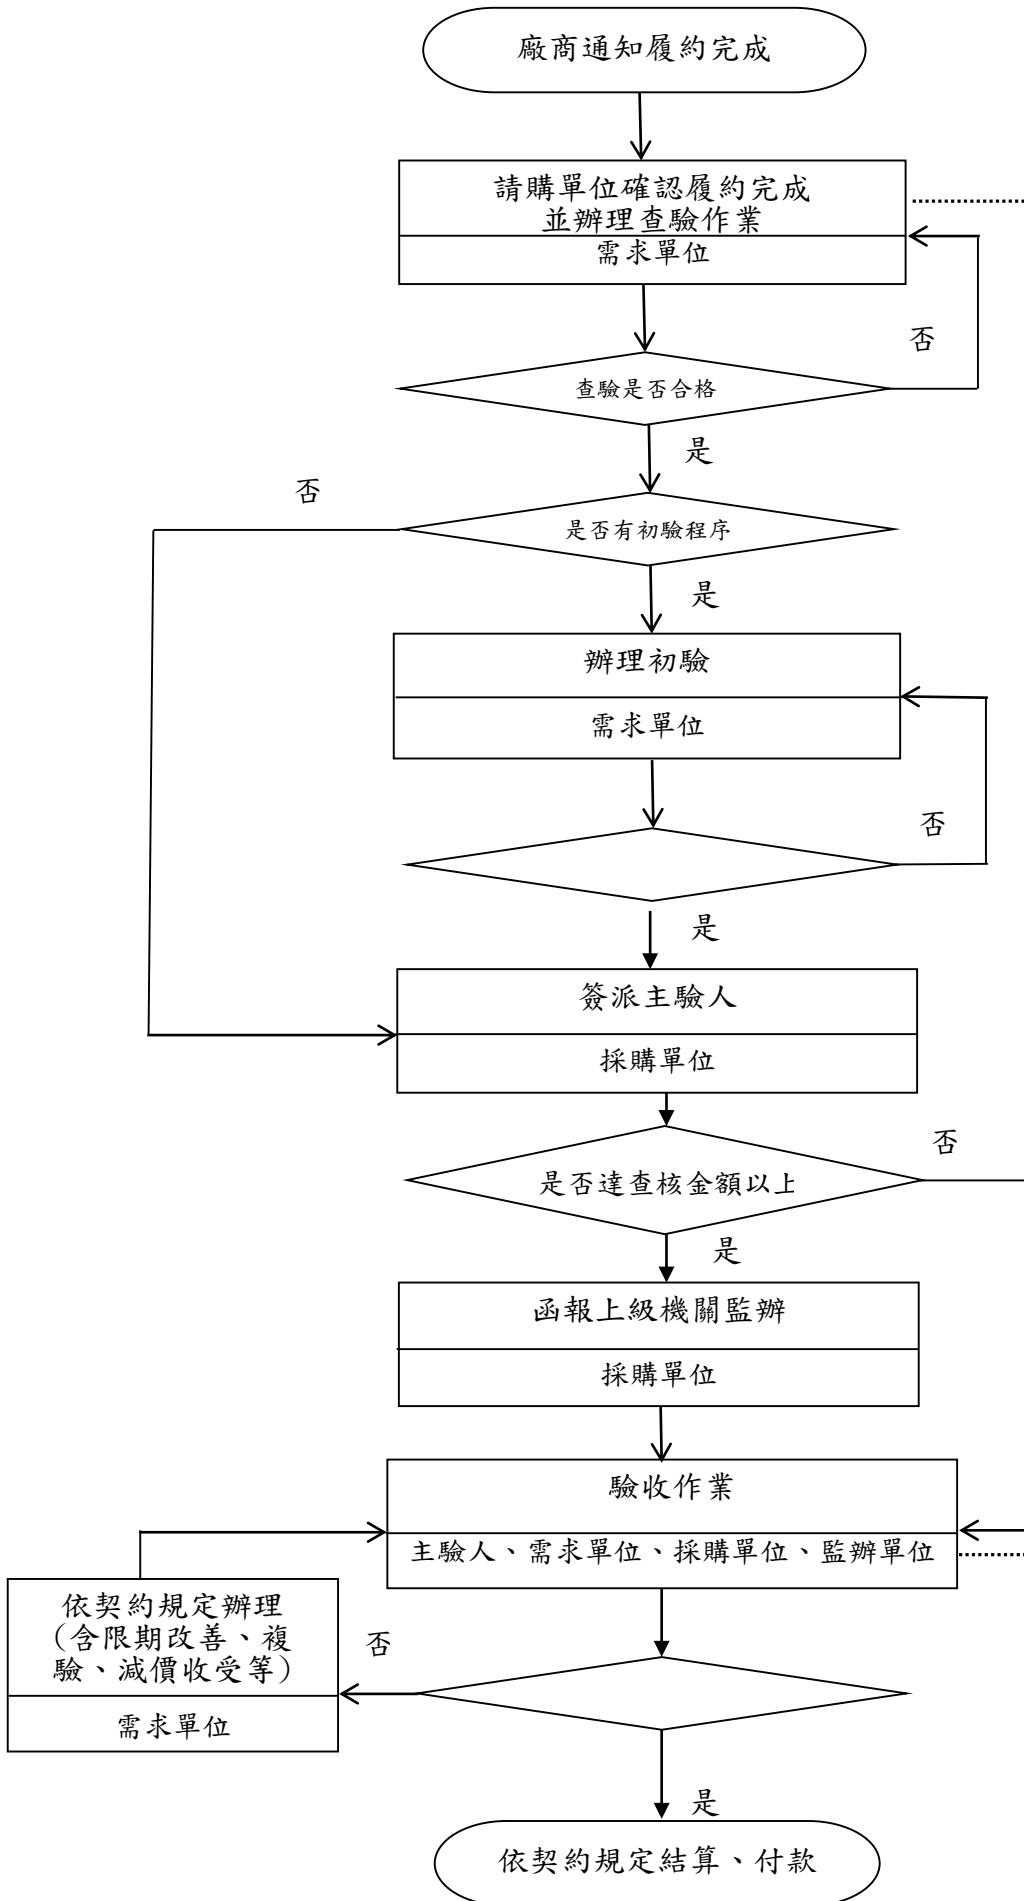 廠商通知履約完成
請購單位確認履約完成
並辦理查驗作業
需求單位
否
查驗是否合格
是
否
是否有初驗程序
是
辦理初驗
需求單位
否
是
簽派主驗人
採購單位
否
是否達查核金額以上
是
函報上級機關監辦
採購單位
驗收作業
主驗人、需求單位、採購單位、監辦單位
依契約規定辦理
（含限期改善、複
驗、減價收受等）
否
需求單位
是
依契約規定結算、付款